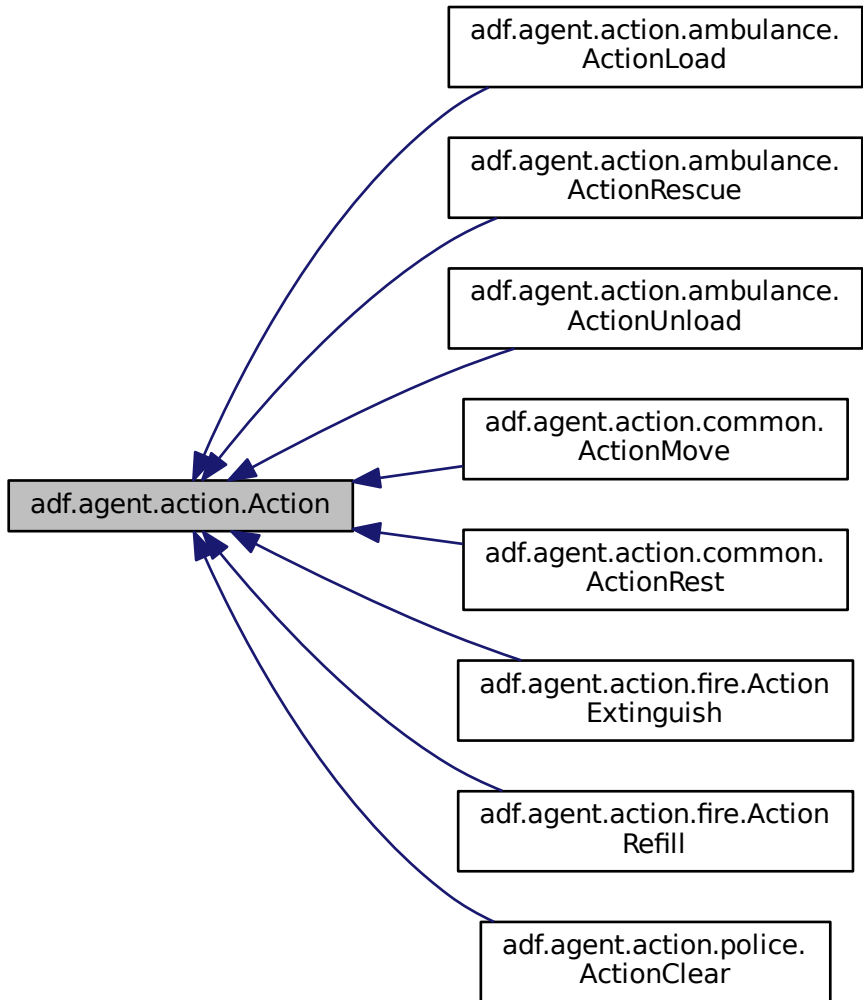 adf.agent.action.ambulance.
ActionLoad
adf.agent.action.ambulance.
ActionRescue
adf.agent.action.ambulance.
ActionUnload
adf.agent.action.common.
ActionMove
adf.agent.action.Action
adf.agent.action.common.
ActionRest
adf.agent.action.fire.Action
Extinguish
adf.agent.action.fire.Action
Refill
adf.agent.action.police.
ActionClear